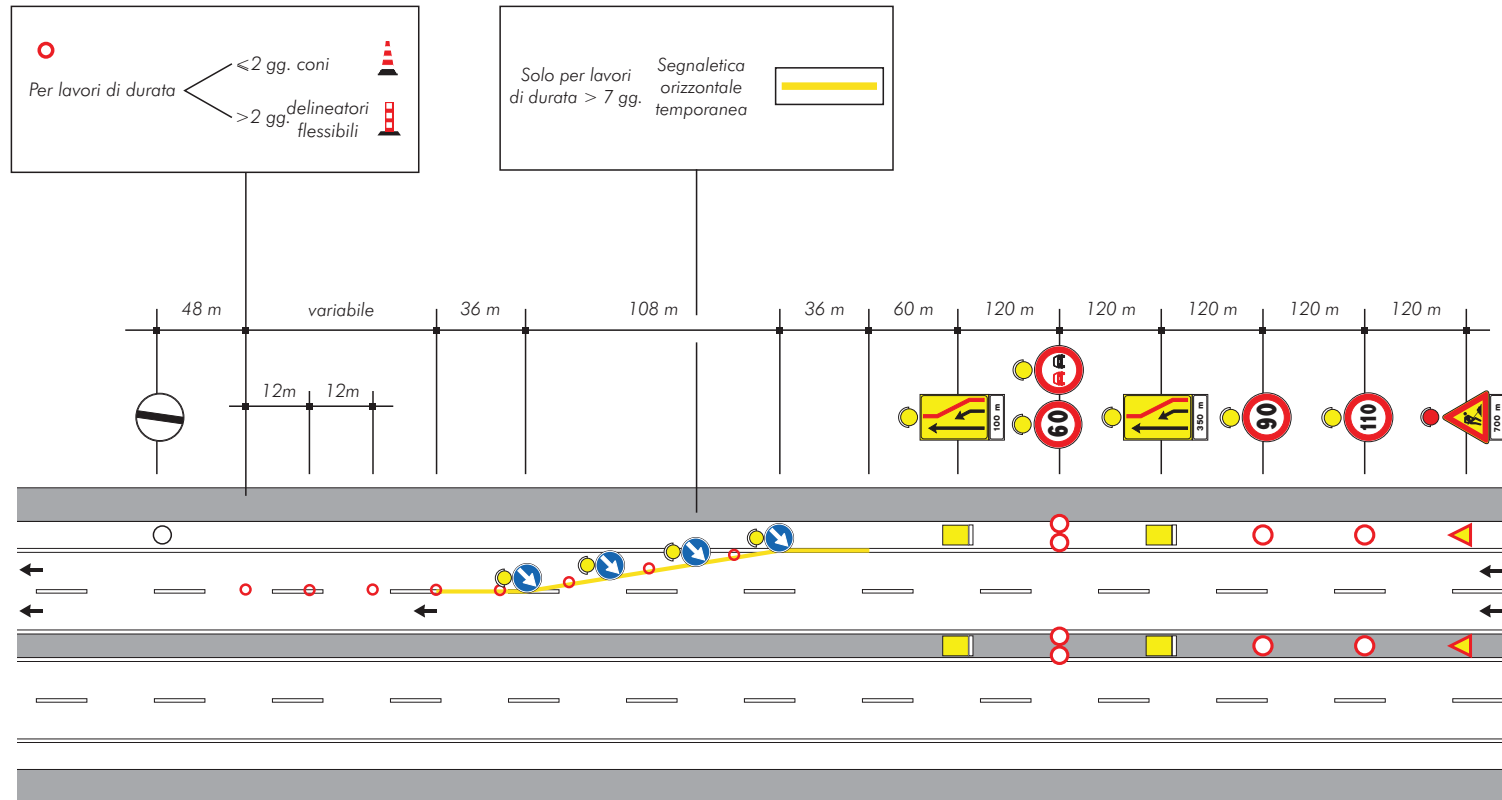 Per lavori di durata
⩽2 gg. coni
>2 gg. delineatori
flessibili
Solo per lavori
di durata > 7 gg.
Segnaletica
orizzontale
temporanea
48 m
variabile
36 m
108 m
36 m
60 m
120 m
120 m
120 m
120 m
120 m
12m
12m
100 m
60
350 m
90
110
700 m